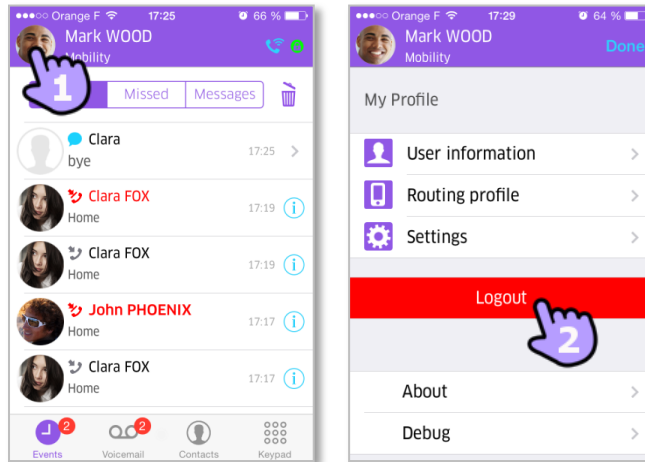 Orange F 17:25 66 %
Mark WOOD
Mobility
1
Missed Messages
Clara
bye
17:25
Clara FOX
Home
17:19
Clara FOX
Home
17:19
John PHOENIX
Home
17:17
Clara FOX
Home
17:17
2 2
Events Voicemail Contacts Keypad
Orange F 17:29 64 %
Mark WOOD
Mobility
Done
My Profile
User information
Routing profile
Settings
Logout
2
About
Debug